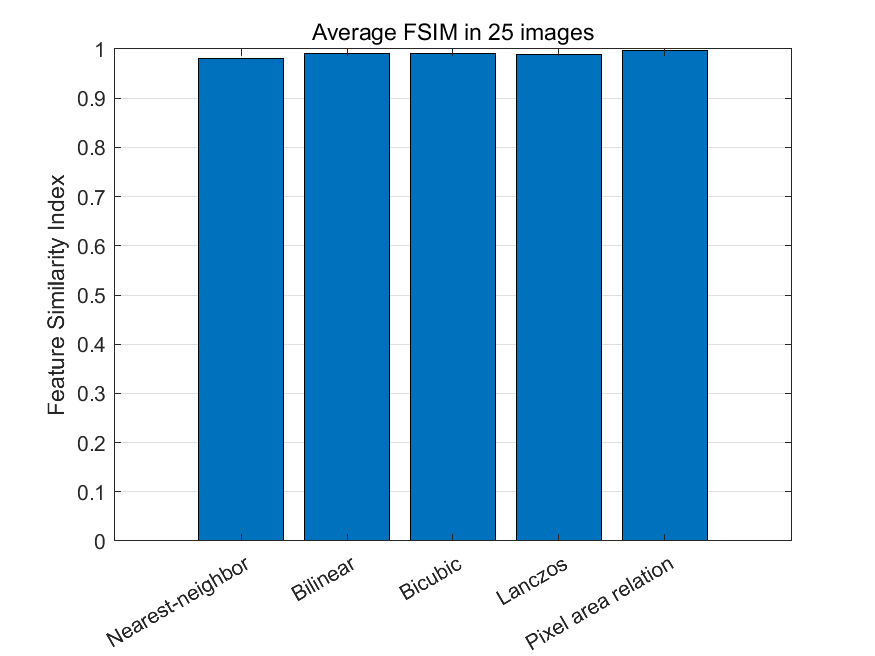 Average FSIM in 25 images
Feature Similarity Index
1
0.9
0.8
0.7
0.6
0.5
0.4
0.3
0.2
0.1
0
Nearest-neighbor
Bilinear
Bicubic
Lanczos
Pixel area relation